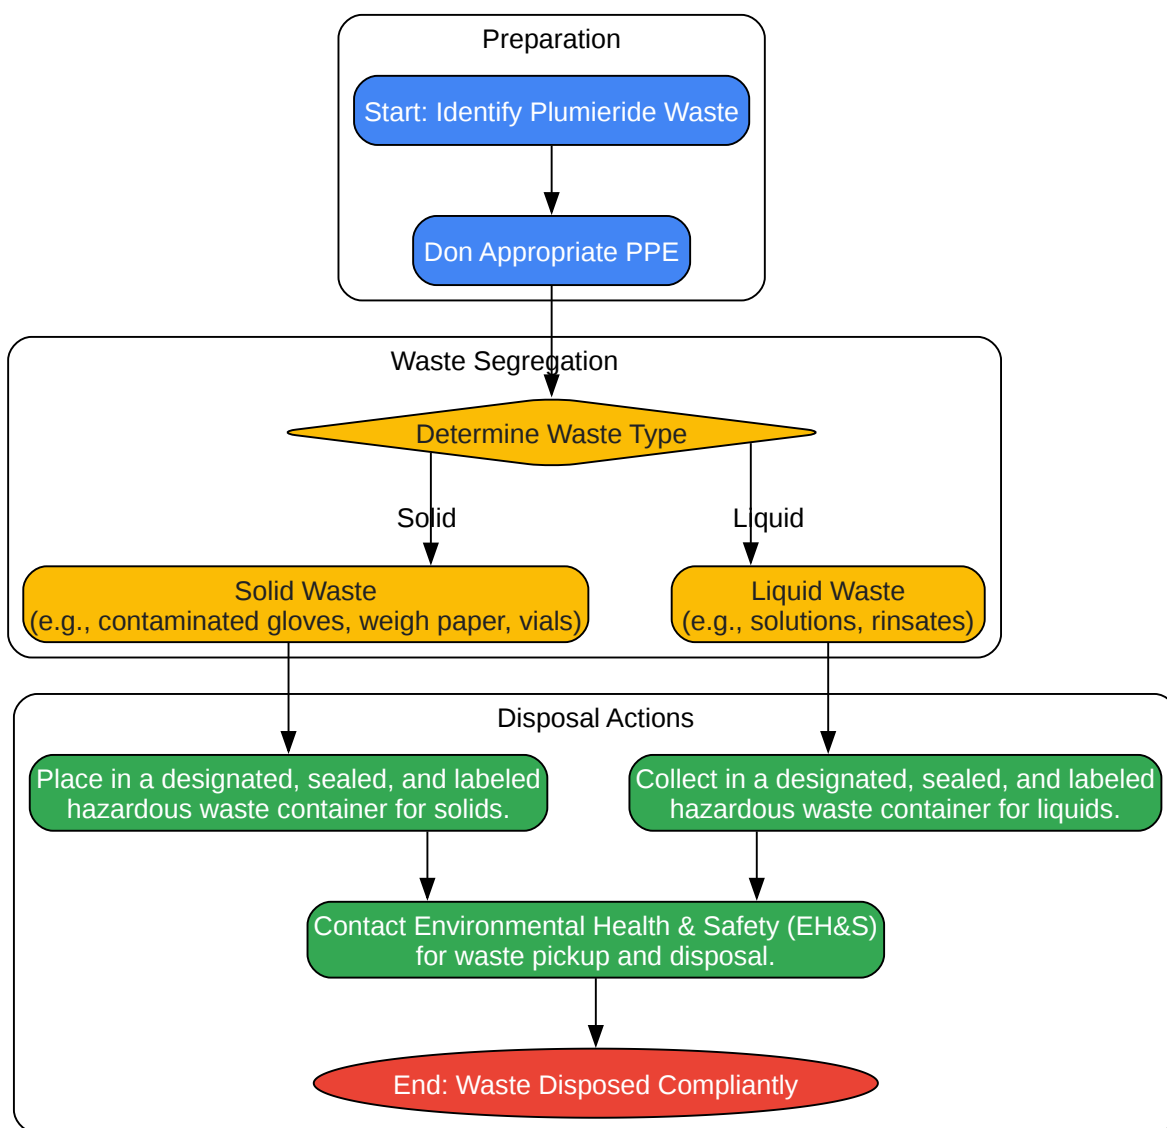 Preparation
Start: Identify Plumieride Waste
Don Appropriate PPE
Waste Segregation
Determine Waste Type
Solid
Liquid
Solid Waste
(e.g., contaminated gloves, weigh paper, vials)
Liquid Waste
(e.g., solutions, rinsates)
Disposal Actions
Place in a designated, sealed, and labeled
hazardous waste container for solids.
Collect in a designated, sealed, and labeled
hazardous waste container for liquids.
Contact Environmental Health & Safety (EH&S)
for waste pickup and disposal.
End: Waste Disposed Compliantly